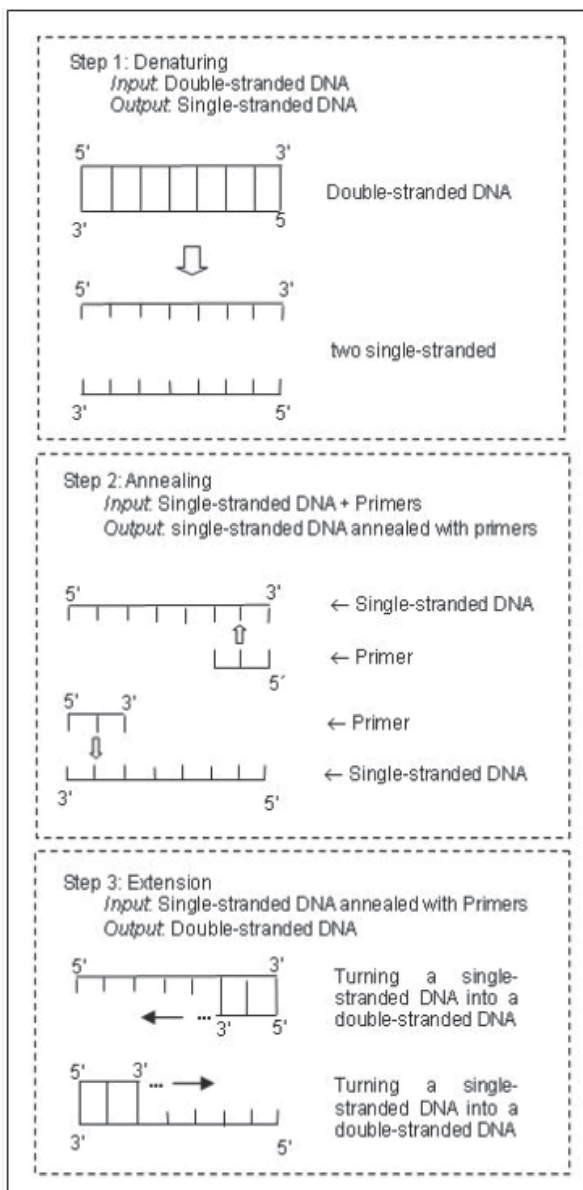 Step 1: Denaturing
Input: Double-stranded DNA
Output: Single-stranded DNA
5' 3'
Double-stranded DNA
3' 5
5' 3'
two single-stranded
3' 5'
Step 2: Annealing
Input: Single-stranded DNA + Primers
Output: single-stranded DNA annealed with primers
5' 3'
← Single-stranded DNA
← Primer
5'
5' 3'
← Primer
← Single-stranded DNA
3' 5'
Step 3: Extension
Input: Single-stranded DNA annealed with Primers
Output: Double-stranded DNA
5' 3'
Turning a single-
stranded DNA into a
double-stranded DNA
... 3' 5'
5' 3' ...
Turning a single-
stranded DNA into a
double-stranded DNA
3' 5'